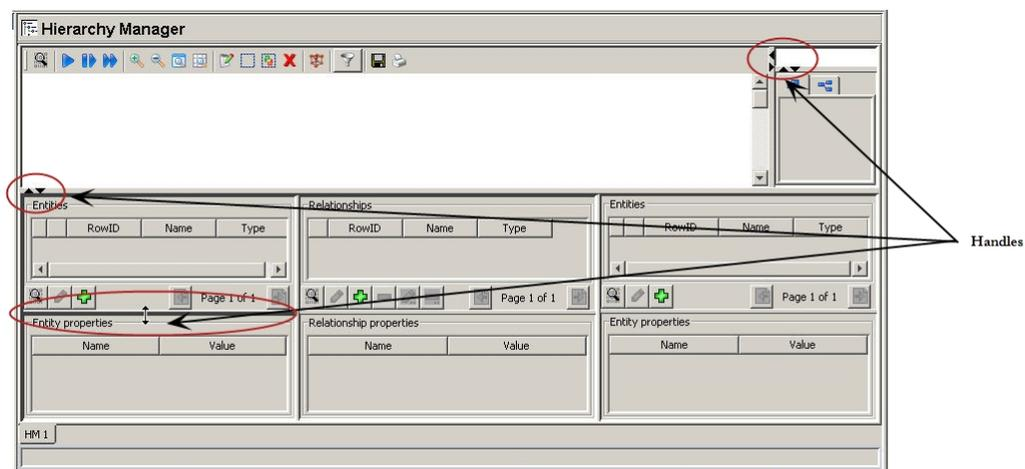 Hierarchy Manager
Entities
RowID Name Type
Page 1 of 1
Relationships
RowID Name Type
Page 1 of 1
Entities
RowID Name Type
Page 1 of 1
Handles
Entity properties
Name Value
Relationship properties
Name Value
Entity properties
Name Value
HM 1